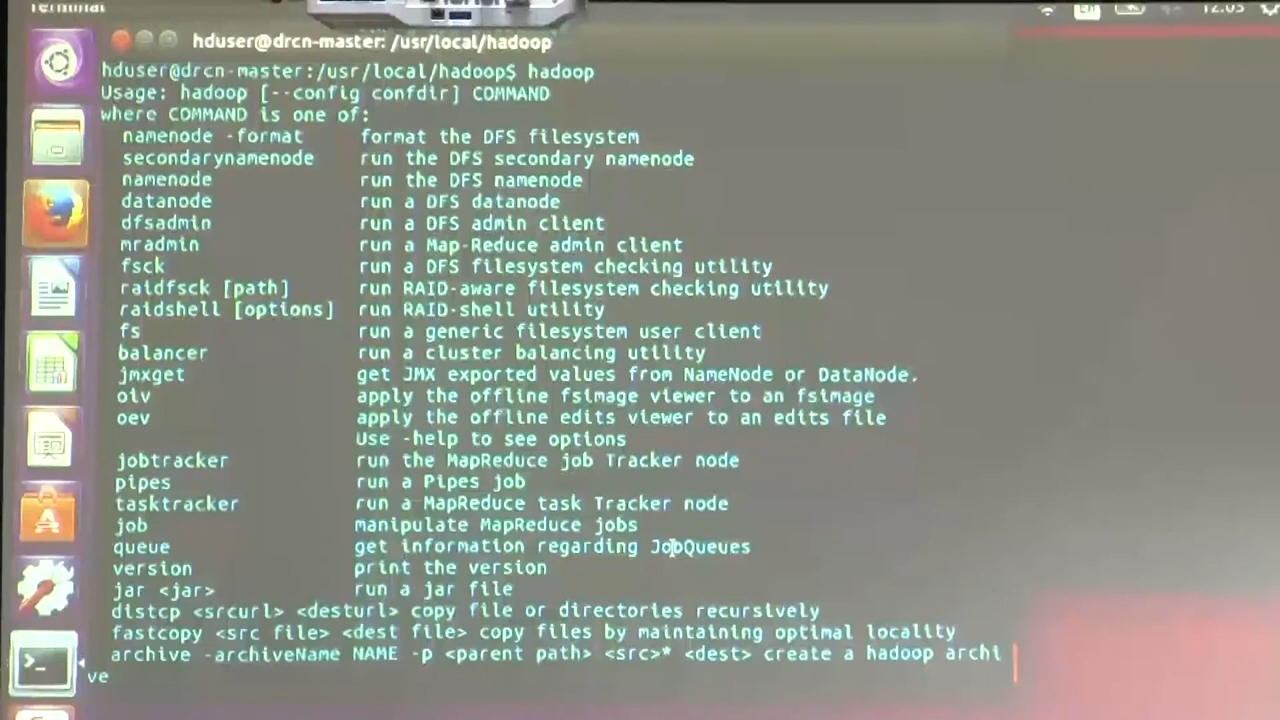 Terminal
12:03
hduser@drcn-master: /usr/local/hadoop
hduser@drcn-master:/usr/local/hadoop$ hadoop
Usage: hadoop [--config confdir] COMMAND
where COMMAND is one of:
namenode -format format the DFS filesystem
secondarynamenode run the DFS secondary namenode
namenode run the DFS namenode
datanode run a DFS datanode
dfsadmin run a DFS admin client
mradmin run a Map-Reduce admin client
fsck run a DFS filesystem checking utility
raidfsck [path] run RAID-aware filesystem checking utility
raidshell [options] run RAID-shell utility
fs run a generic filesystem user client
balancer run a cluster balancing utility
jmxget get JMX exported values from NameNode or DataNode.
oiv apply the offline fsimage viewer to an fsimage
oev apply the offline edits viewer to an edits file
Use -help to see options
jobtracker run the MapReduce job Tracker node
pipes run a Pipes job
tasktracker run a MapReduce task Tracker node
job manipulate MapReduce jobs
queue get information regarding JobQueues
version print the version
jar <jar> run a jar file
distcp <srcurl> <desturl> copy file or directories recursively
fastcopy <src file> <dest file> copy files by maintaining optimal locality
archive -archiveName NAME -p <parent path> <src>* <dest> create a hadoop archi
ve